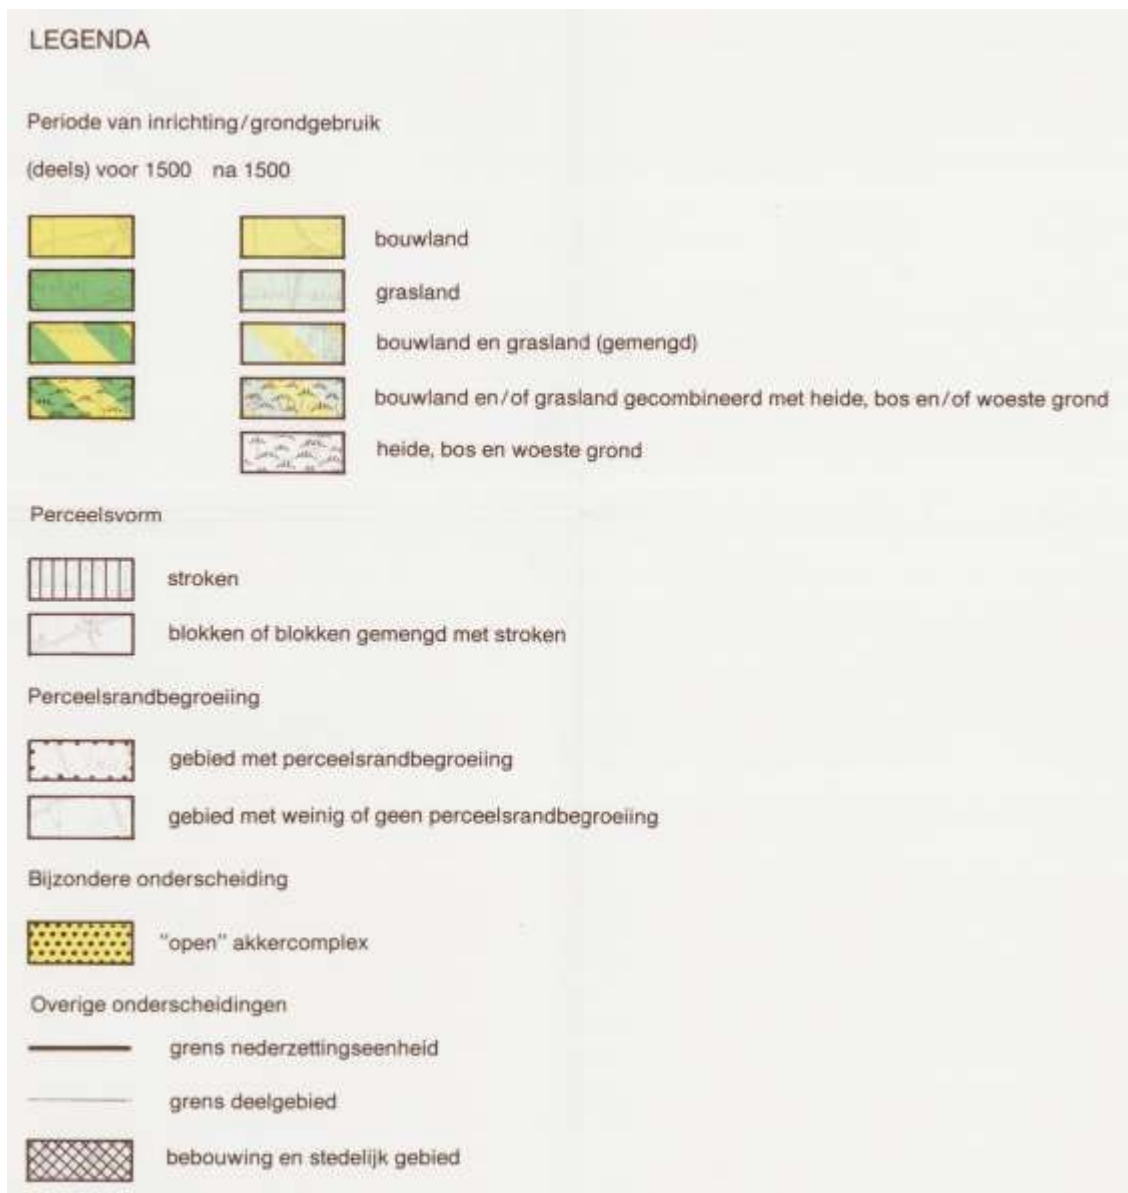 LEGENDA
Periode van inrichting/grondgebruik
(deels) voor 1500 na 1500
bouwland
grasland
bouwland en grasland (gemengd)
bouwland en/of grasland gecombineerd met heide, bos en/of woeste grond
heide, bos en woeste grond
Perceelsvorm
stroken
blokken of blokken gemengd met stroken
Perceelsrandbegroeiing
gebied met perceelsrandbegroeiing
gebied met weinig of geen perceelsrandbegroeiing
Bijzondere onderscheiding
"open" akkercomplex
Overige onderscheidingen
grens nederzettingseenheid
grens deelgebied
bebouwing en stedelijk gebied